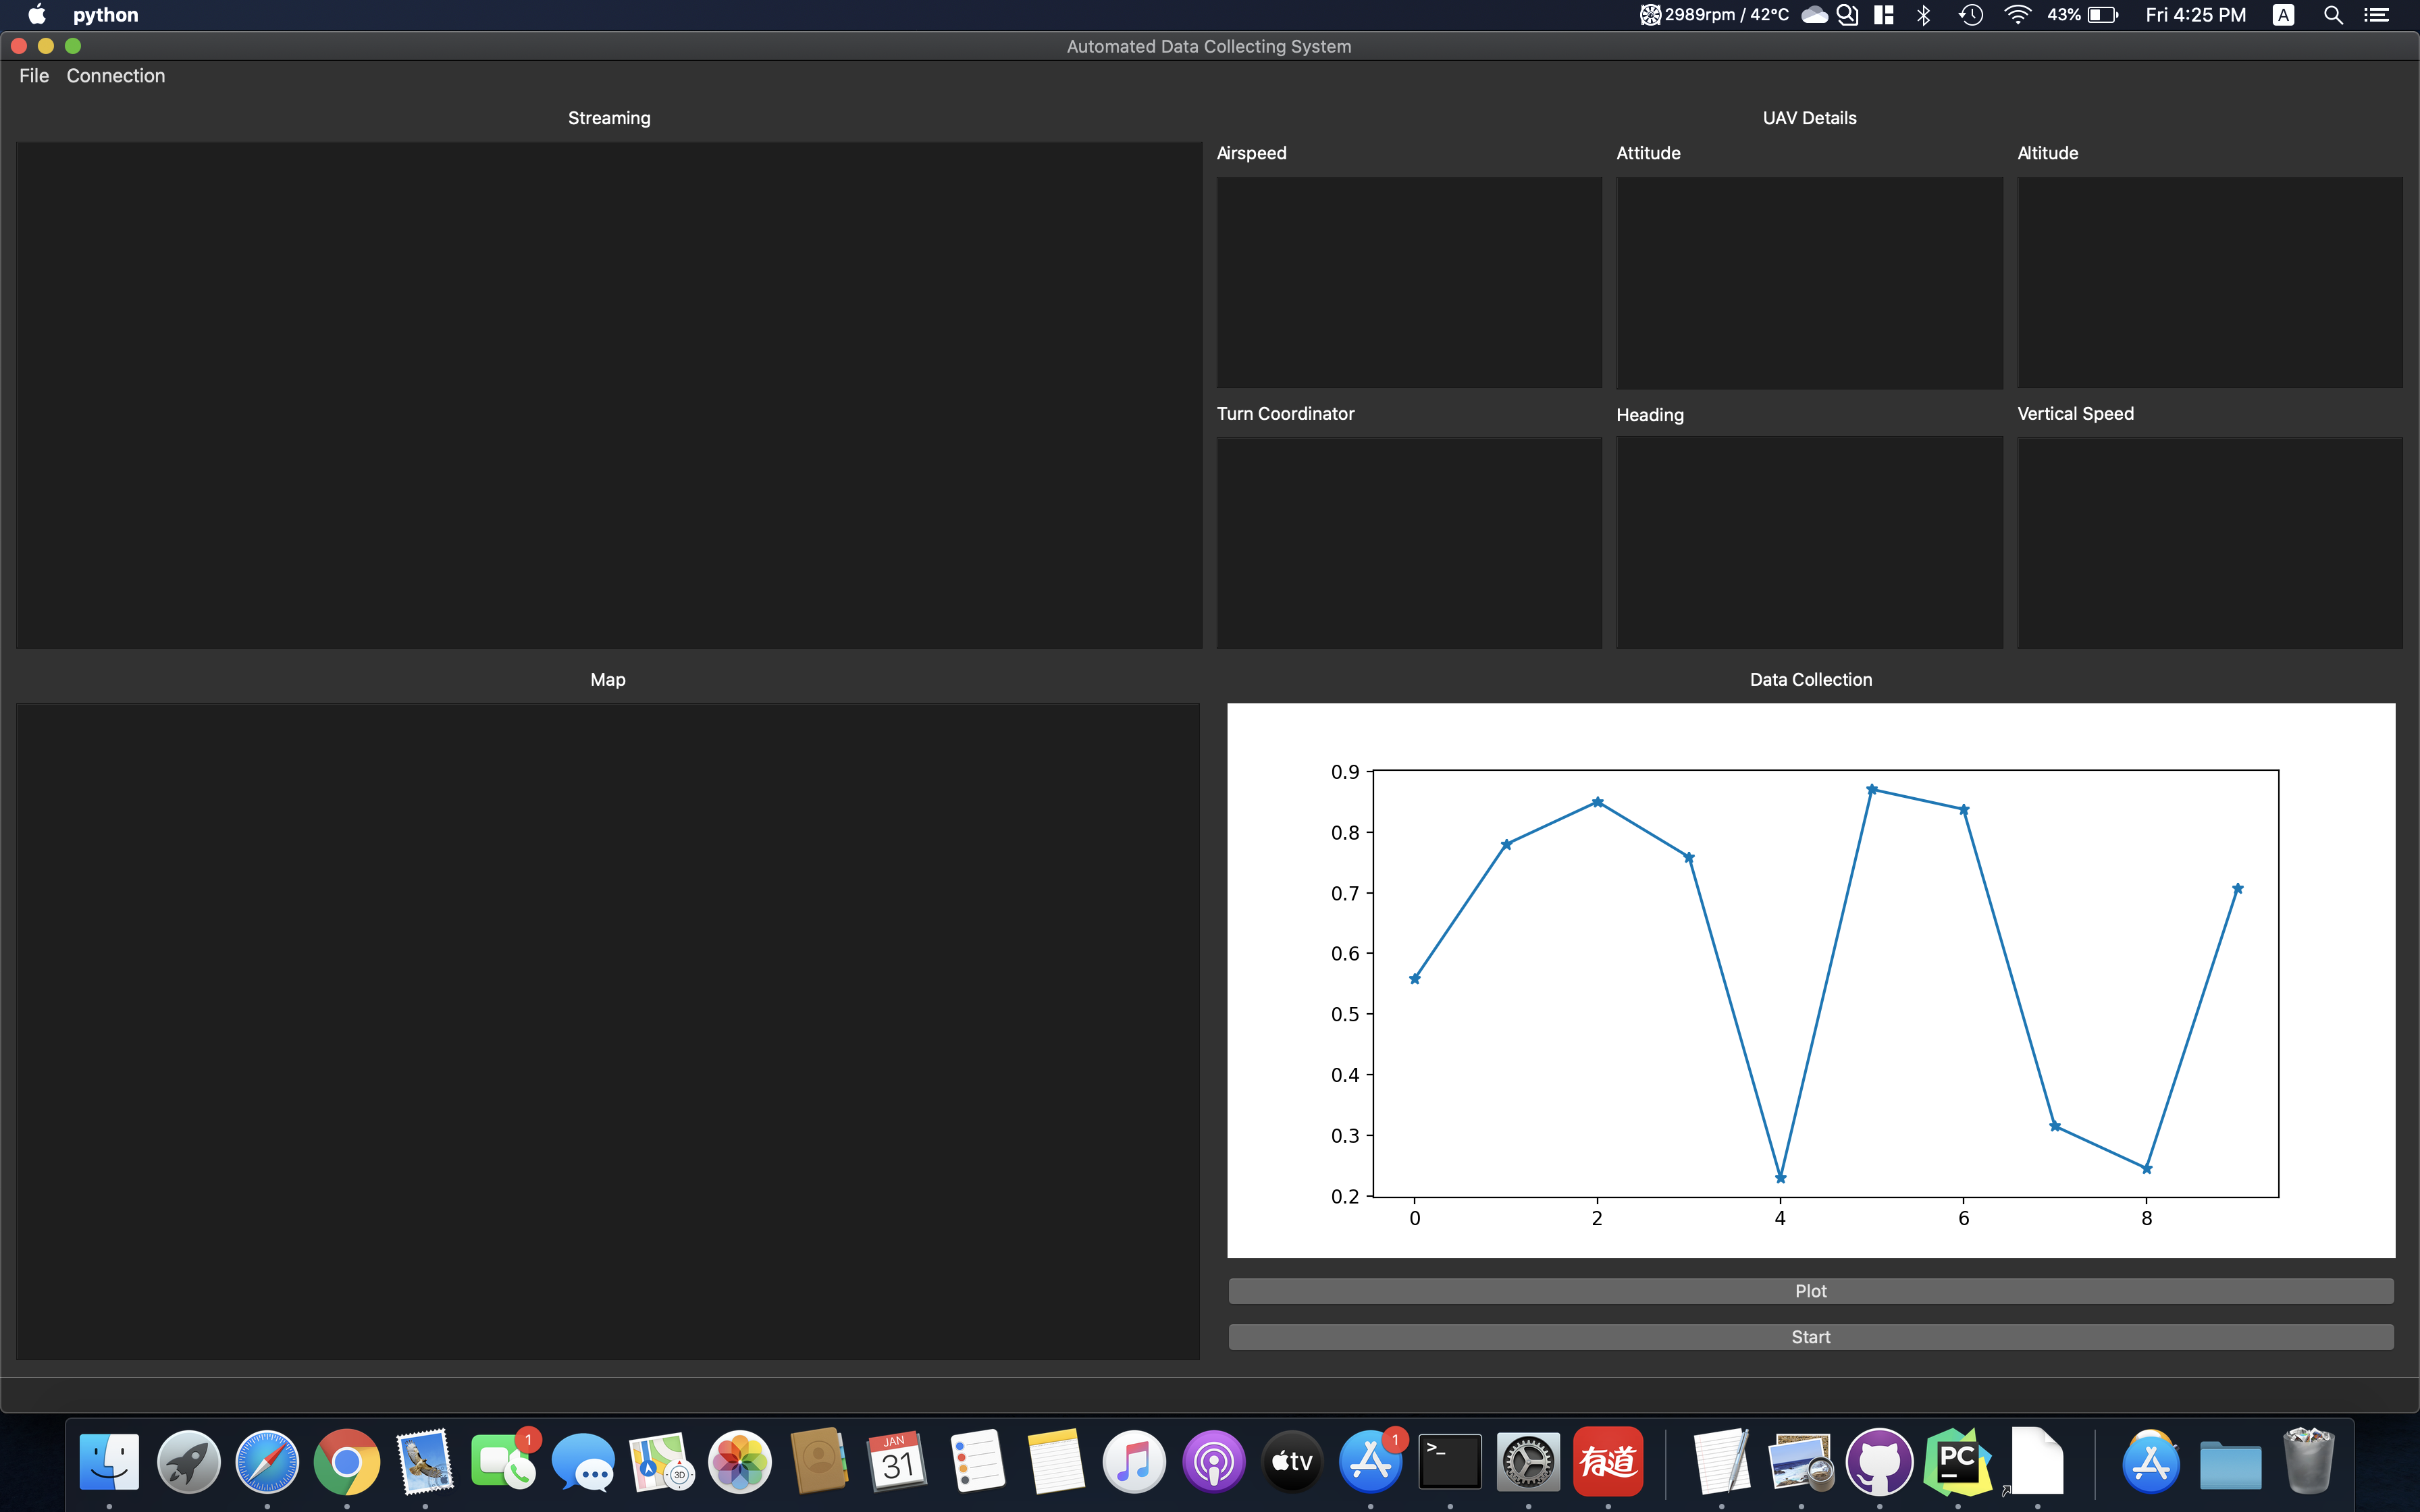 python 2989rpm / 42°C 43% Fri 4:25 PM A
Automated Data Collecting System
File Connection
Streaming
UAV Details
Airspeed Attitude Altitude
Turn Coordinator Heading Vertical Speed
Map
Data Collection
0.9
0.8
0.7
0.6
0.5
0.4
0.3
0.2
0 2 4 6 8
Plot
Start
1
3D
JAN
31
tv
1
>_
有道
PC